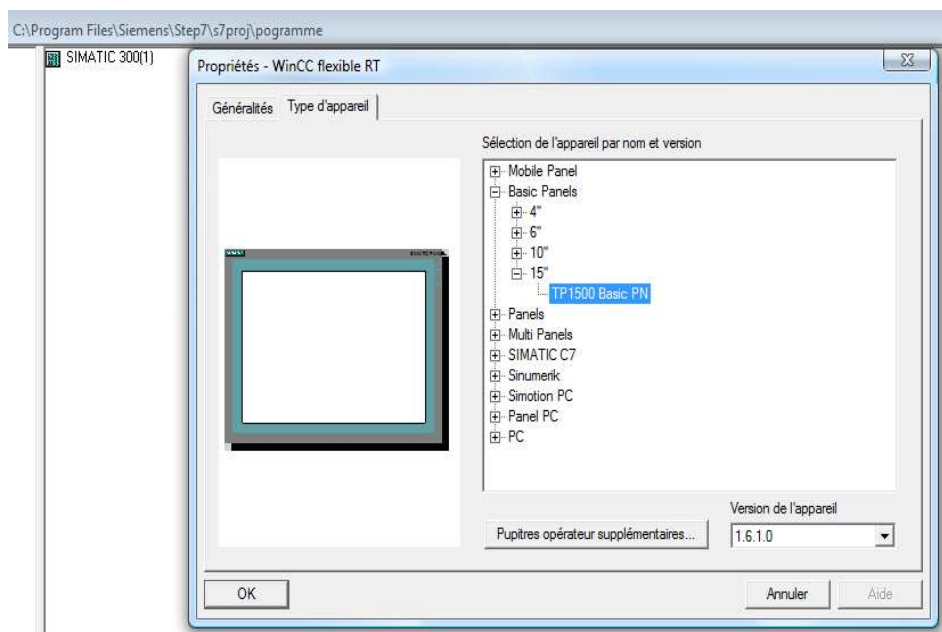 C:\Program Files\Siemens\Step7\s7proj\pogramme
SIMATIC 300(1)
Propriétés - WinCC flexible RT
Généralités
Type d'appareil
Sélection de l'appareil par nom et version
Mobile Panel
Basic Panels
4"
6"
10"
15"
TP1500 Basic PN
Panels
Multi Panels
SIMATIC C7
Sinumerik
Simotion PC
Panel PC
PC
Version de l'appareil
Pupitres opérateur supplémentaires...
1.6.1.0
OK
Annuler
Aide